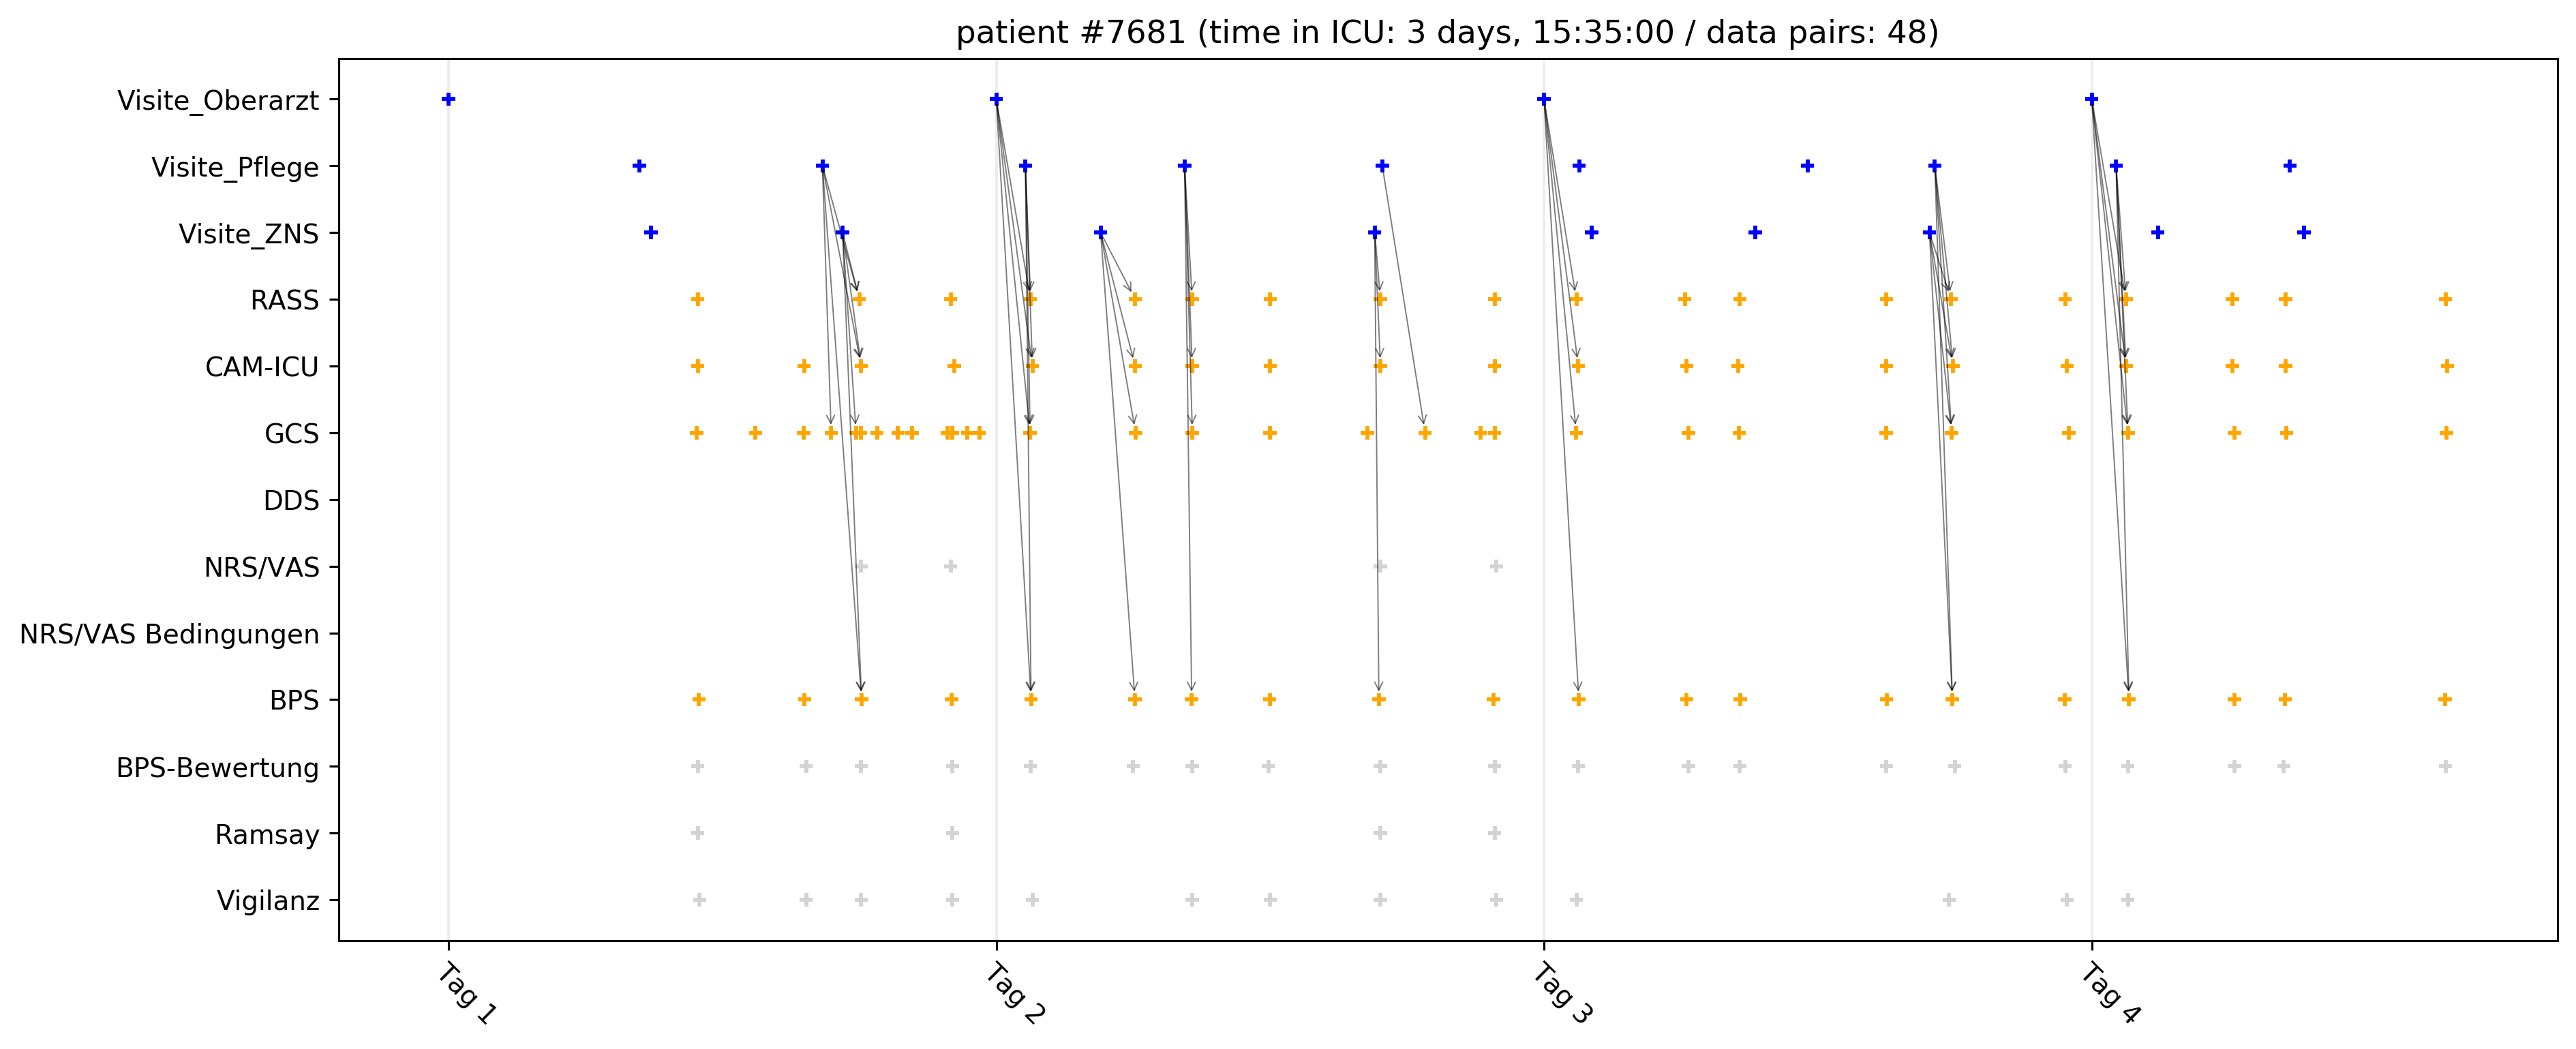 patient #7681 (time in ICU: 3 days, 15:35:00 / data pairs: 48)
Visite_Oberarzt
Visite_Pflege
Visite_ZNS
RASS
CAM-ICU
GCS
DDS
NRS/VAS
NRS/VAS Bedingungen
BPS
BPS-Bewertung
Ramsay
Vigilanz
Tag 1
Tag 2
Tag 3
Tag 4